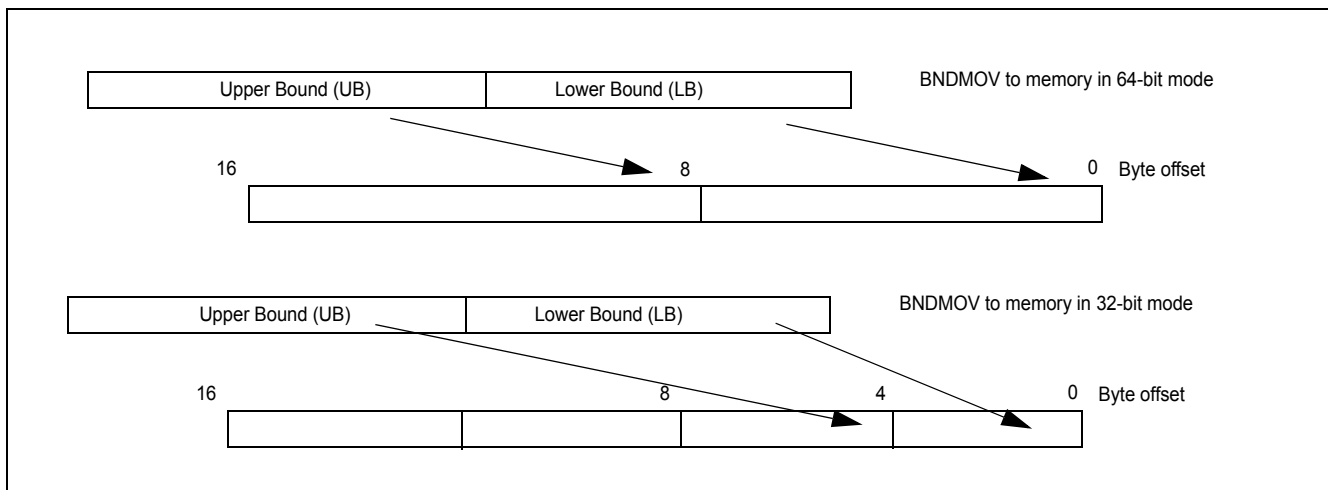 Upper Bound (UB) Lower Bound (LB) BNDMOV to memory in 64-bit mode
16 8 0 Byte offset
BNDMOV to memory in 32-bit mode
Upper Bound (UB) Lower Bound (LB)
16 8 4 0 Byte offset